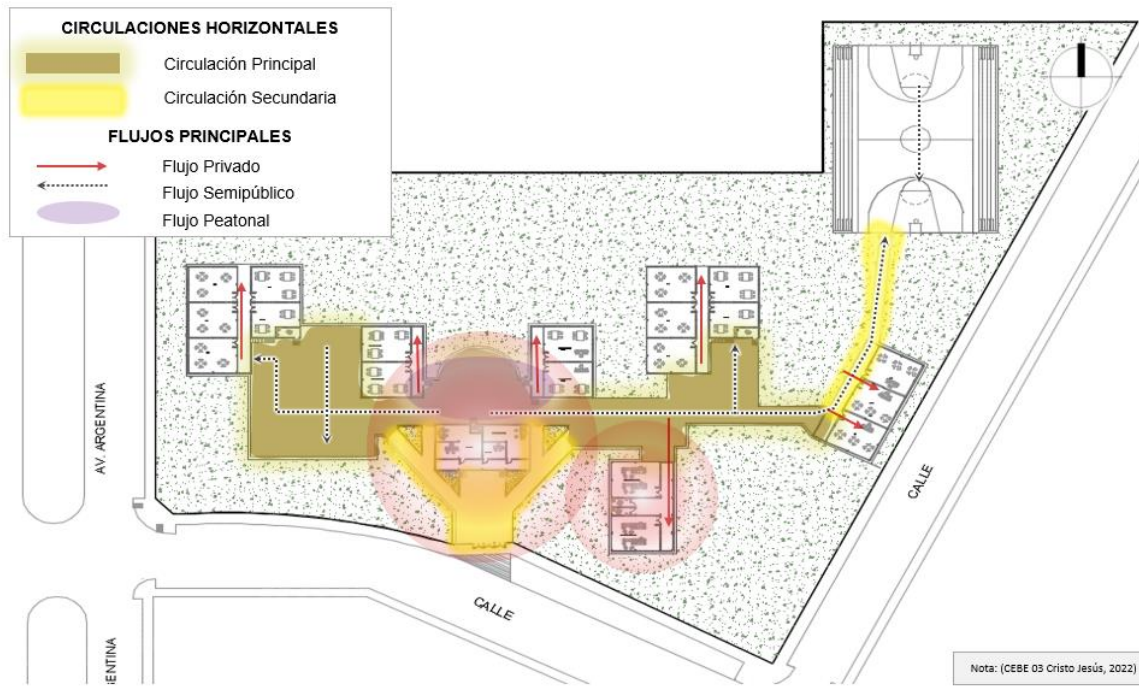 CIRCULACIONES HORIZONTALES
Circulación Principal
Circulación Secundaria
FLUJOS PRINCIPALES
Flujo Privado
Flujo Semipúblico
Flujo Peatonal
AV. ARGENTINA
CALLE
CALLE
GENTINA
Nota: (CEBE 03 Cristo Jesús, 2022)